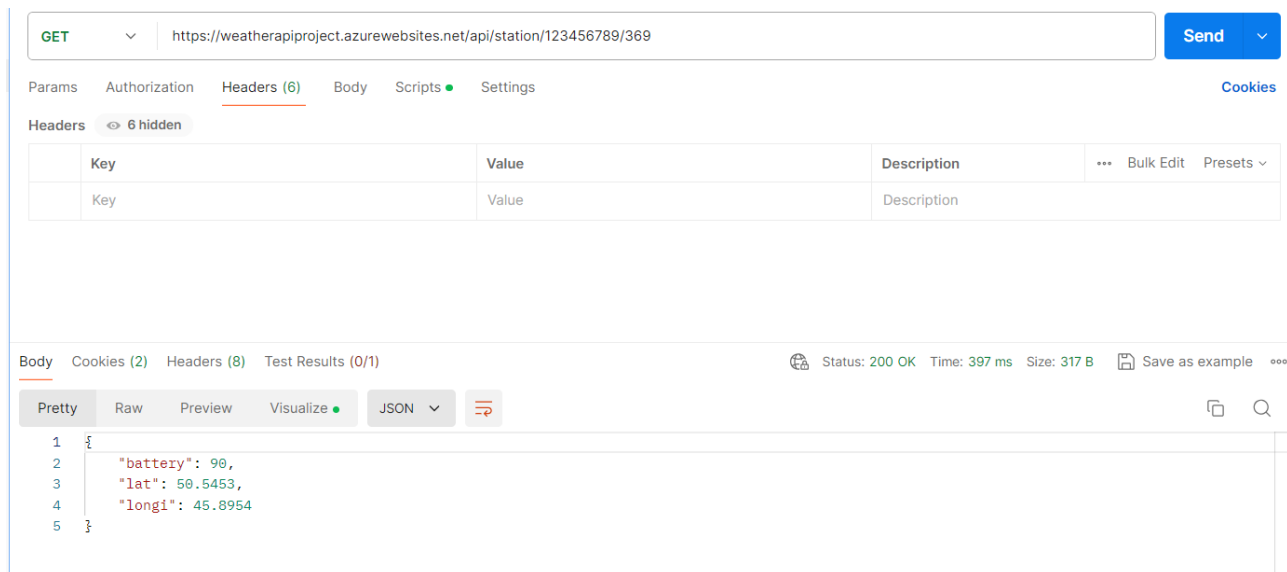 GET https://weatherapiproject.azurewebsites.net/api/station/123456789/369 Send
Params Authorization Headers (6) Body Scripts Settings Cookies
Headers 6 hidden
Key Value Description Bulk Edit Presets
Key Value Description
Body Cookies (2) Headers (8) Test Results (0/1) Status: 200 OK Time: 397 ms Size: 317 B Save as example
Pretty Raw Preview Visualize JSON
1 {
2 "battery": 90,
3 "lat": 50.5453,
4 "longi": 45.8954
5 }